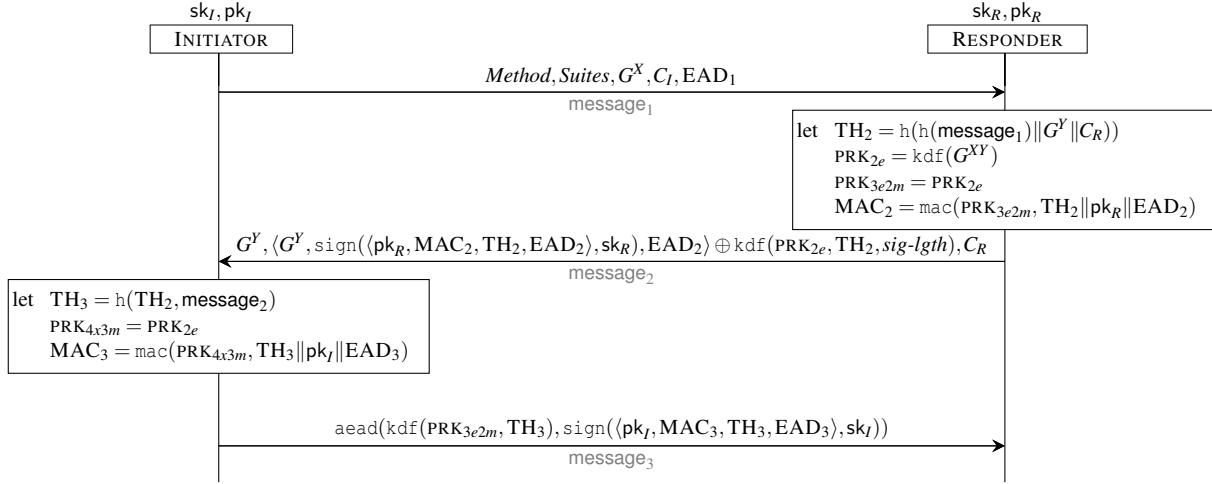 sk_I, pk_I
sk_R, pk_R
INITIATOR
RESPONDER
Method, Suites, G^X, C_I, EAD_1
message_1
let TH_2 = h(h(message_1)‖G^Y‖C_R))
PRK_2e = kdf(G^XY)
PRK_3e2m = PRK_2e
MAC_2 = mac(PRK_3e2m, TH_2‖pk_R‖EAD_2)
G^Y, ⟨G^Y, sign(⟨pk_R, MAC_2, TH_2, EAD_2⟩, sk_R), EAD_2⟩ ⊕ kdf(PRK_2e, TH_2, sig-lgth), C_R
message_2
let TH_3 = h(TH_2, message_2)
PRK_4x3m = PRK_2e
MAC_3 = mac(PRK_4x3m, TH_3‖pk_I‖EAD_3)
aead(kdf(PRK_3e2m, TH_3), sign(⟨pk_I, MAC_3, TH_3, EAD_3⟩, sk_I))
message_3